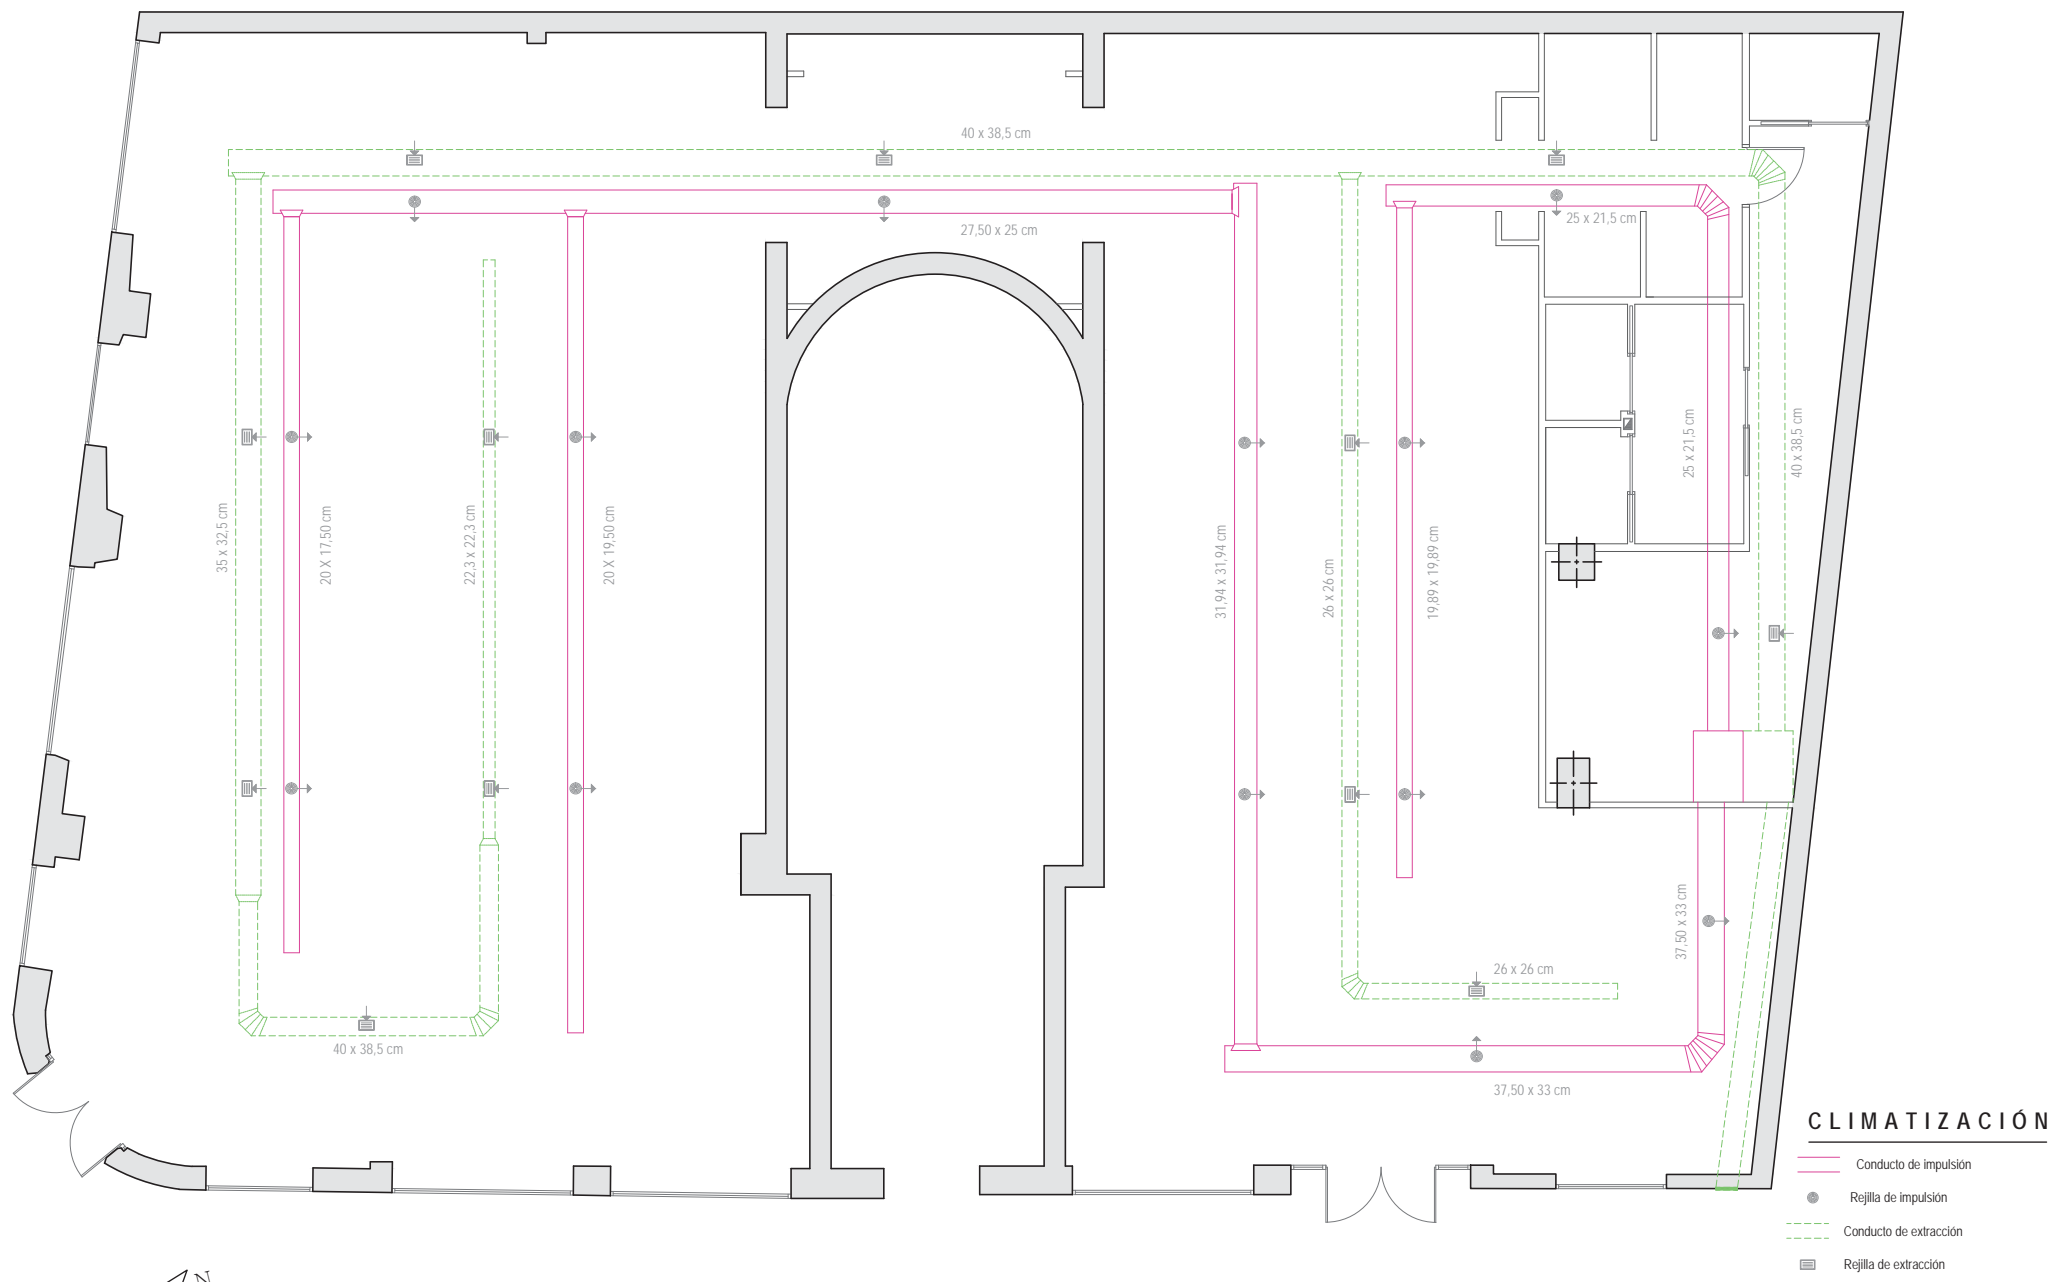 40 x 38,5 cm
27,50 x 25 cm
25 x 21,5 cm
35 x 32,5 cm
20 X 17,50 cm
22,3 x 22,3 cm
20 X 19,50 cm
31,94 x 31,94 cm
26 x 26 cm
19,89 x 19,89 cm
25 x 21,5 cm
40 x 38,5 cm
37,50 x 33 cm
26 x 26 cm
40 x 38,5 cm
37,50 x 33 cm
CLIMATIZACIÓN
Conducto de impulsión
Rejilla de impulsión
Conducto de extracción
Rejilla de extracción
N